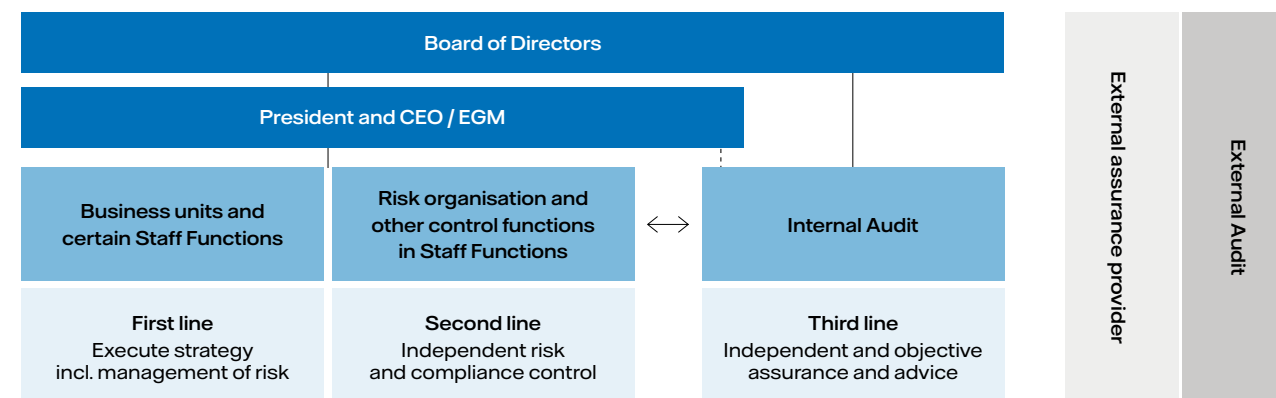 Board of Directors
President and CEO / EGM
Business units and
certain Staff Functions
Risk organisation and
other control functions
in Staff Functions
Internal Audit
First line
Execute strategy
incl. management of risk
Second line
Independent risk
and compliance control
Third line
Independent and objective
assurance and advice
External assurance provider
External Audit